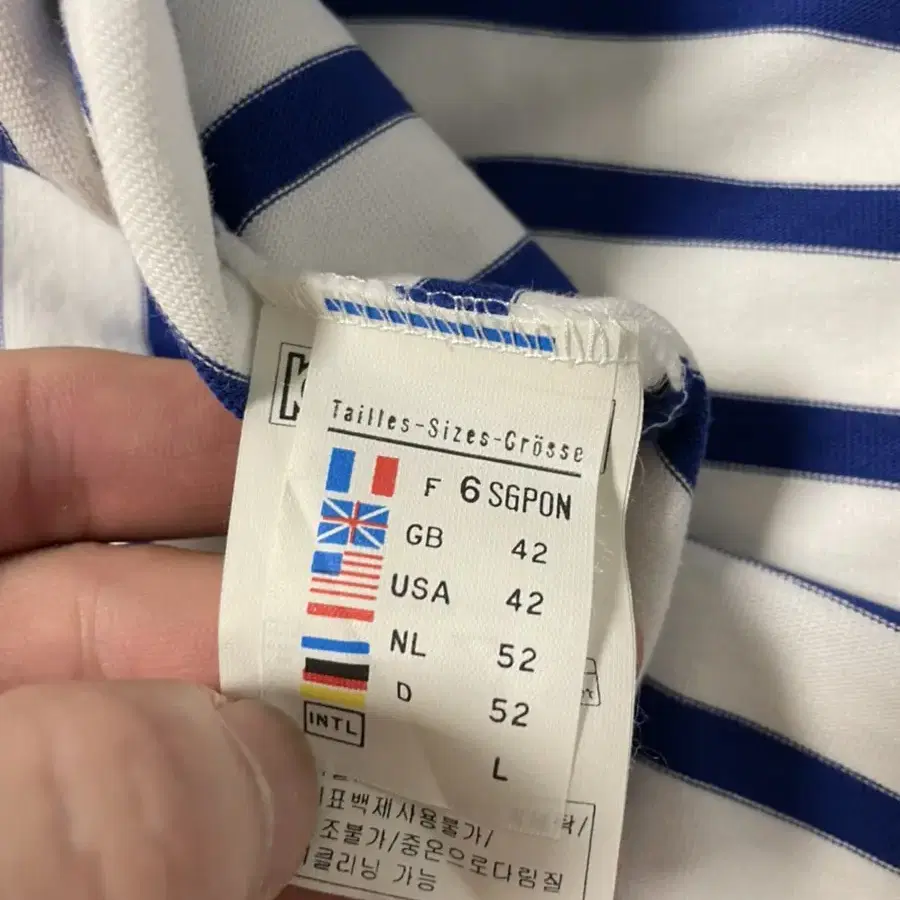 Tailles-Sizes-Grösse
F 6 SGPON
GB 42
USA 42
NL 52
D 52
INTL L
표백제사용불가/
조불가/중온으로다림질
클리닝 가능